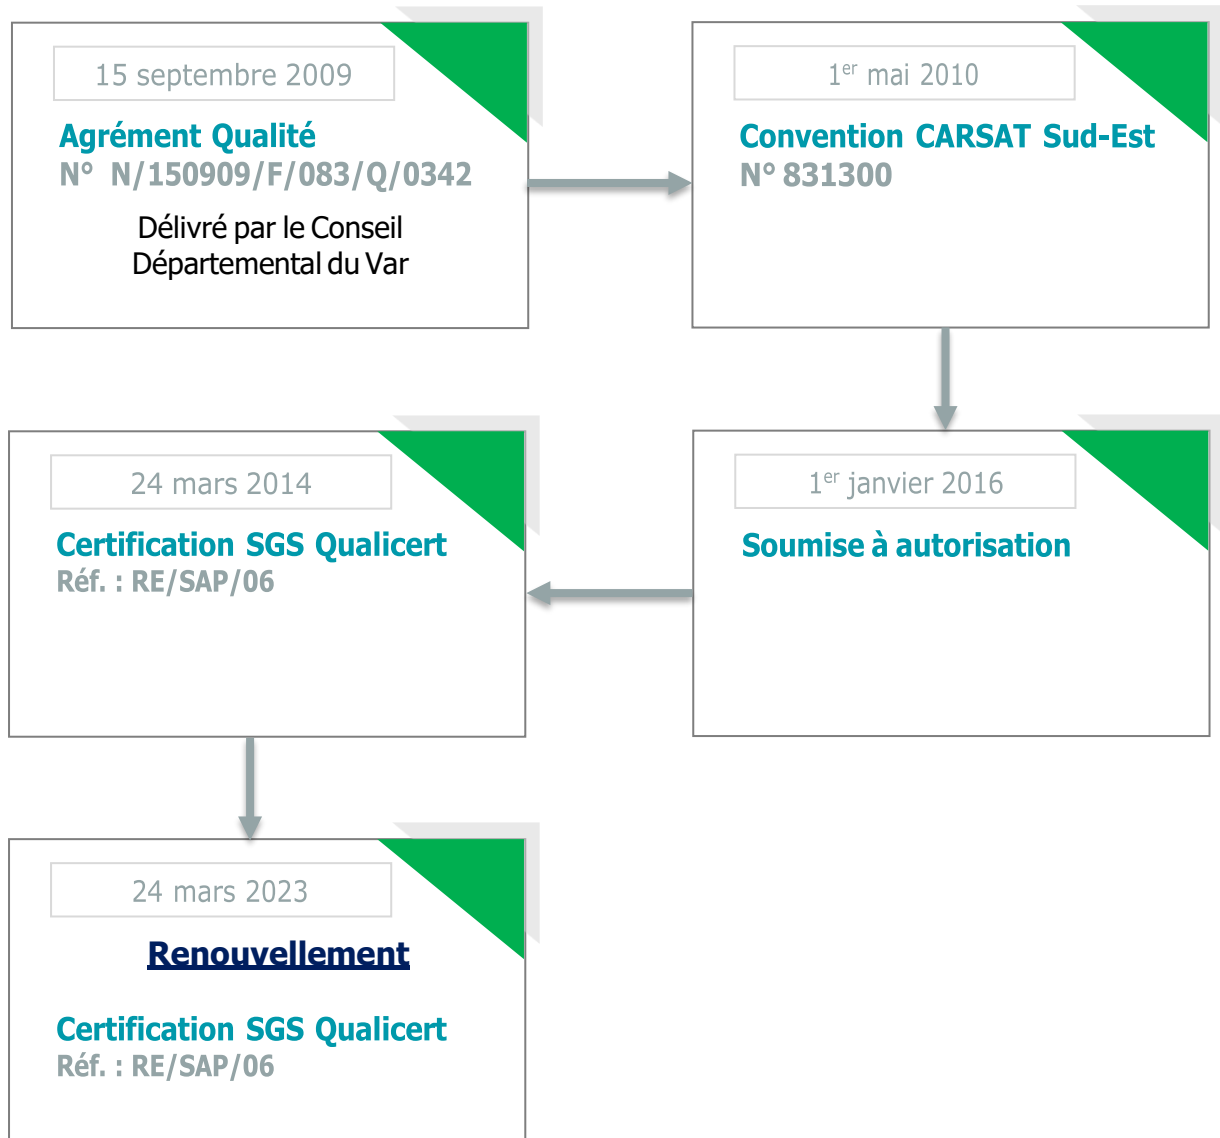 15 septembre 2009
Agrément Qualité
N° N/150909/F/083/Q/0342
Délivré par le Conseil
Départemental du Var
1er mai 2010
Convention CARSAT Sud-Est
N° 831300
1er janvier 2016
Soumise à autorisation
24 mars 2014
Certification SGS Qualicert
Réf. : RE/SAP/06
24 mars 2023
Renouvellement
Certification SGS Qualicert
Réf. : RE/SAP/06